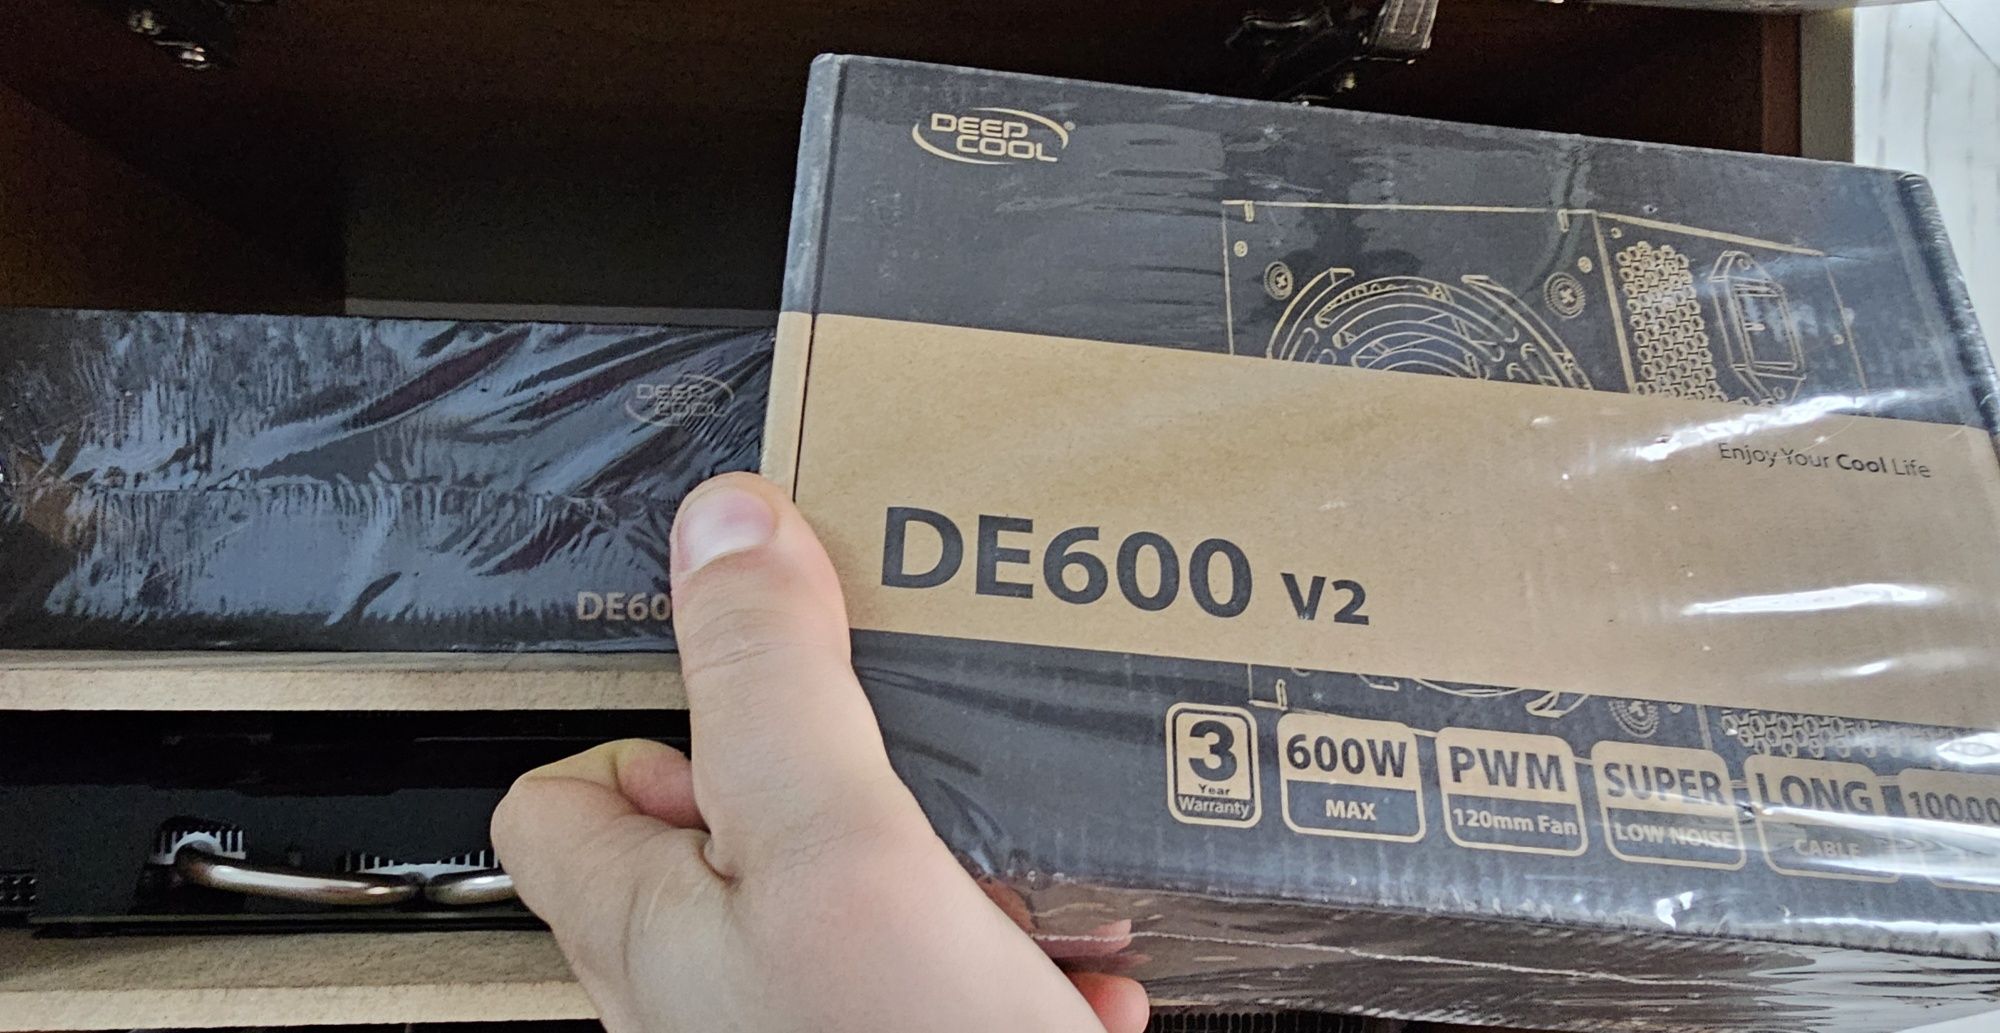 DEEP
COOL®
Enjoy Your Cool Life
DE600 V2
3
Year
Warranty
600W
MAX
PWM
120mm Fan
SUPER
LOW NOISE
LONG
CABLE
DEEP
COOL